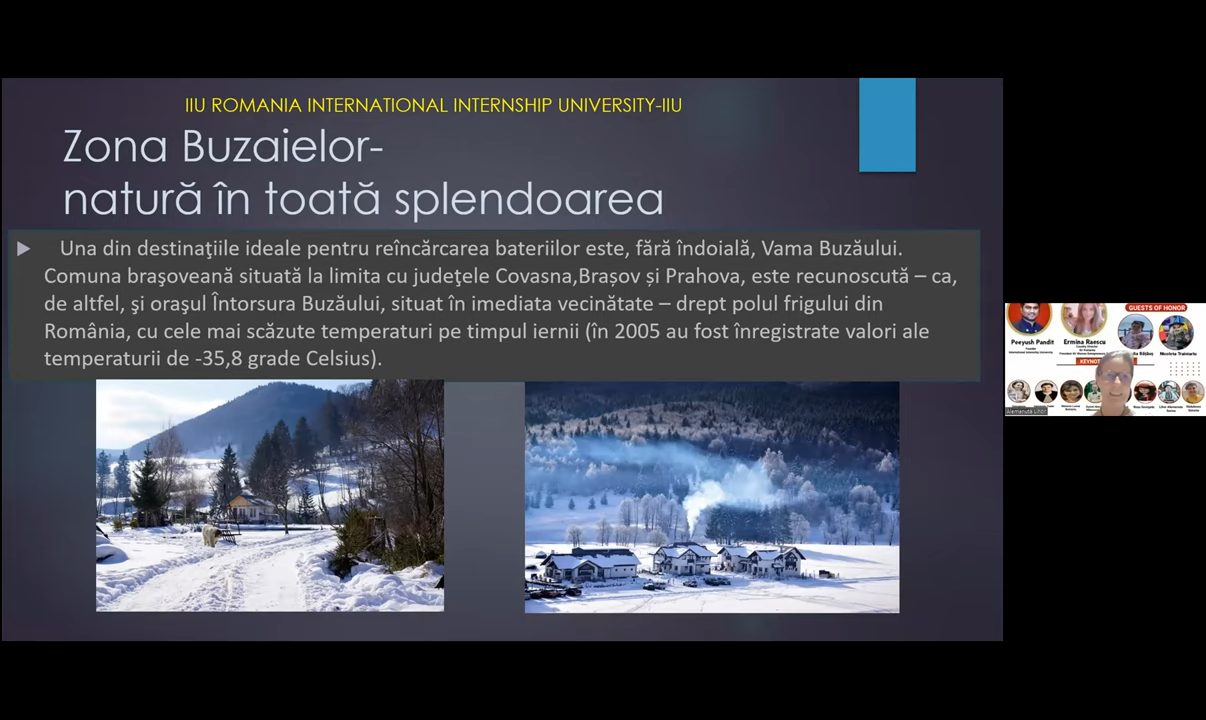 IIU ROMANIA INTERNATIONAL INTERNSHIP UNIVERSITY-IIU
Zona Buzaielor-
natură în toată splendoarea
Una din destinaţiile ideale pentru reîncărcarea bateriilor este, fără îndoială, Vama Buzăului.
Comuna braşoveană situată la limita cu judeţele Covasna,Brașov și Prahova, este recunoscută – ca,
de altfel, şi oraşul Întorsura Buzăului, situat în imediata vecinătate – drept polul frigului din
România, cu cele mai scăzute temperaturi pe timpul iernii (în 2005 au fost înregistrate valori ale
temperaturii de -35,8 grade Celsius).
GUESTS OF HONOR
Peeyush Pandit
Ermina Raescu
Nicoleta Traistariu